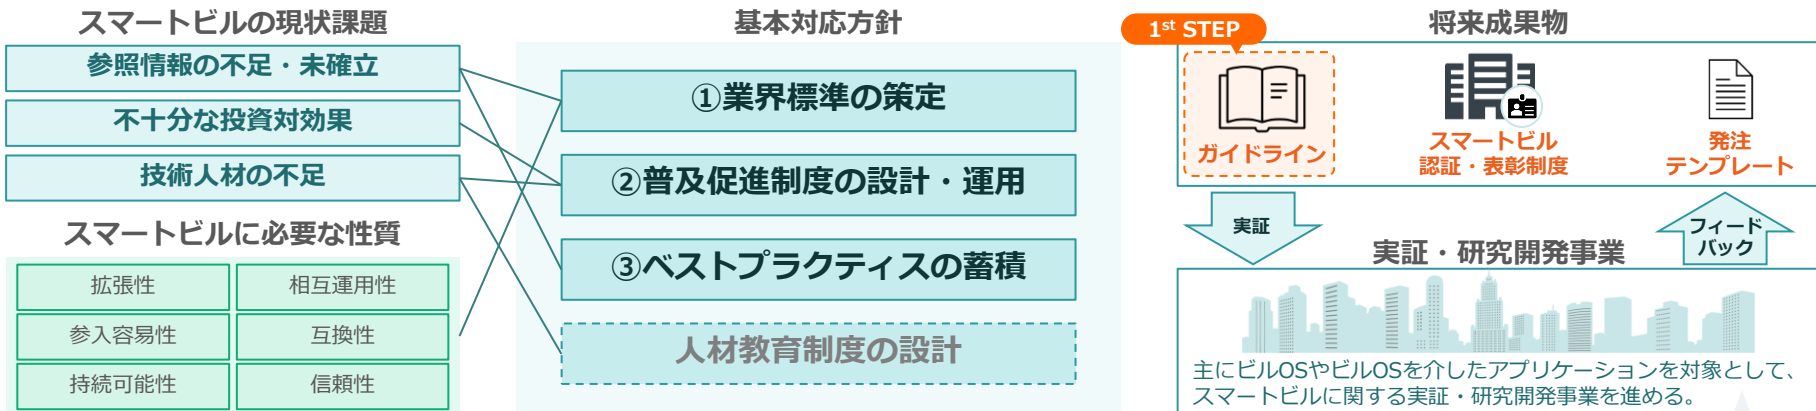 スマートビルの現状課題
参照情報の不足・未確立
不十分な投資対効果
技術人材の不足
スマートビルに必要な性質
拡張性
相互運用性
参入容易性
互換性
持続可能性
信頼性
基本対応方針
①業界標準の策定
②普及促進制度の設計・運用
③ベストプラクティスの蓄積
人材教育制度の設計
1st STEP
将来成果物
ガイドライン
スマートビル
認証・表彰制度
発注
テンプレート
実証
フィード
バック
実証・研究開発事業
主にビルOSやビルOSを介したアプリケーションを対象として、
スマートビルに関する実証・研究開発事業を進める。